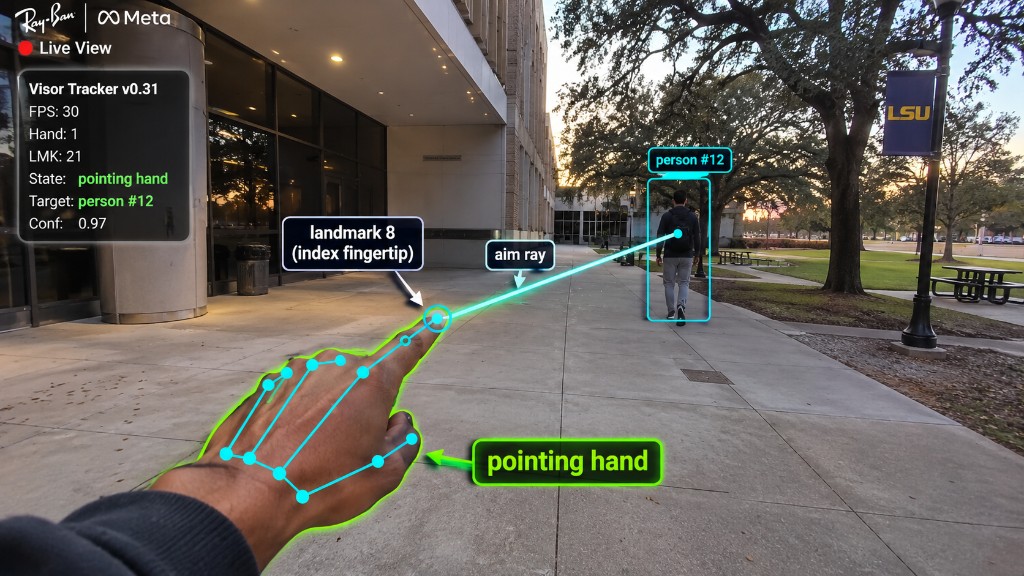 Ray-Ban | Meta
Live View
Visor Tracker v0.31
FPS: 30
Hand: 1
LMK: 21
State: pointing hand
Target: person #12
Conf: 0.97
person #12
LSU
landmark 8
(index fingertip)
aim ray
pointing hand